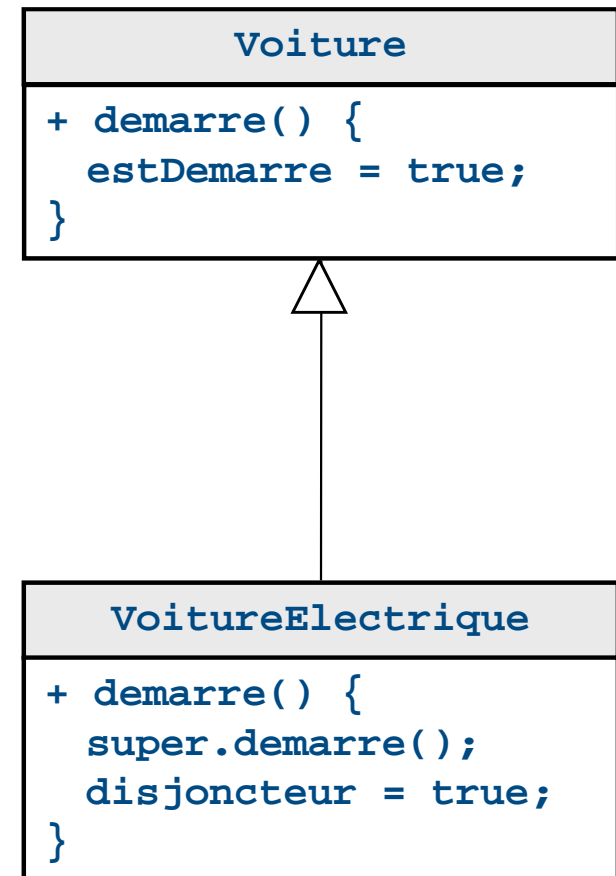 Voiture
+ demarre() {
estDemarre = true;
}
VoitureElectrique
+ demarre() {
super.demarre();
disjoncteur = true;
}